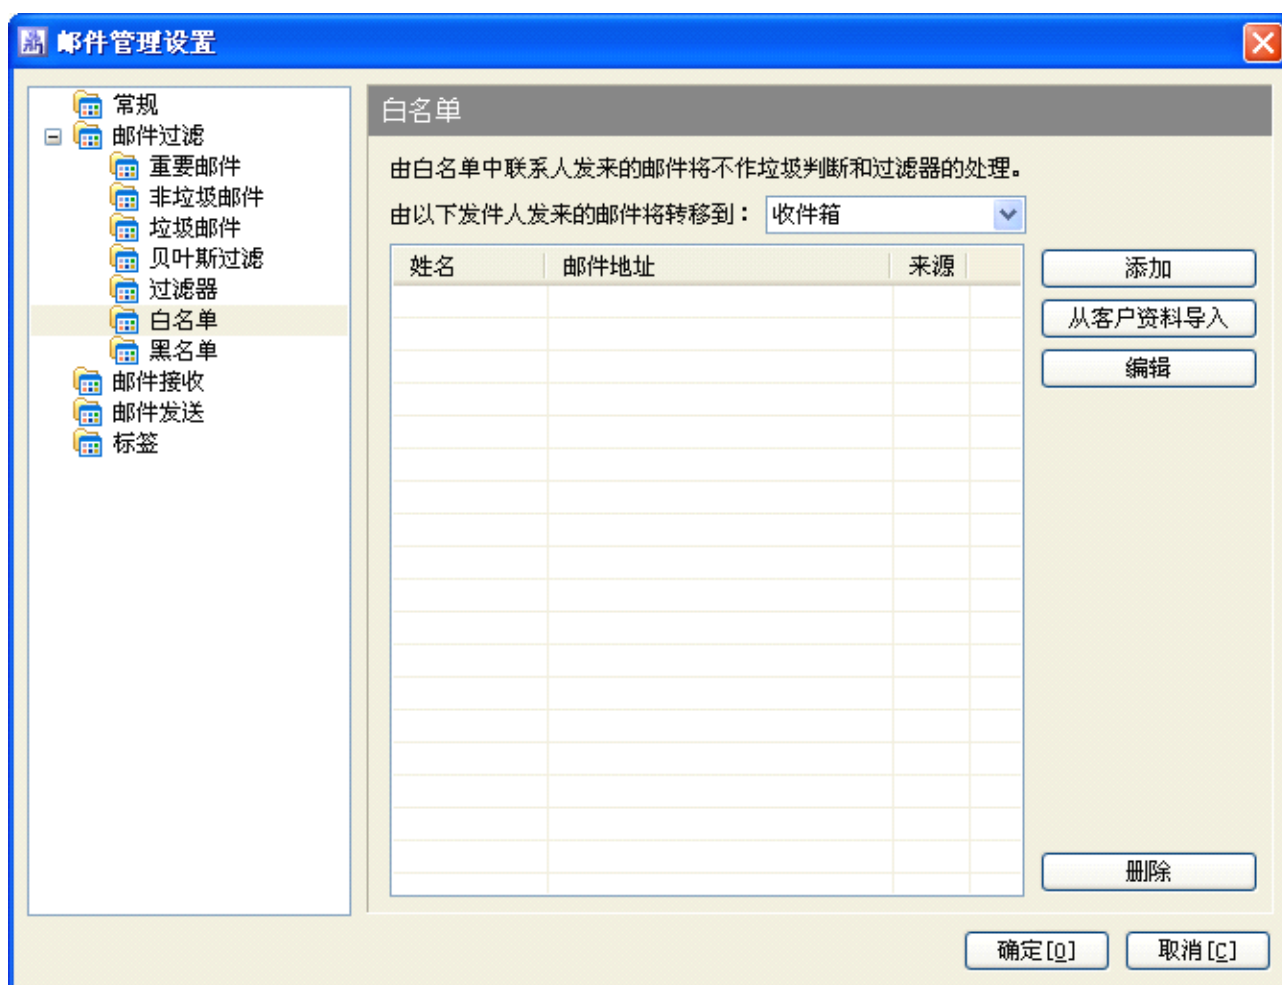 邮件管理设置
常规
邮件过滤
重要邮件
非垃圾邮件
垃圾邮件
贝叶斯过滤
过滤器
白名单
黑名单
邮件接收
邮件发送
标签
白名单
由白名单中联系人发来的邮件将不作垃圾判断和过滤器的处理。
由以下发件人发来的邮件将转移到： 收件箱
姓名 邮件地址 来源
添加
从客户资料导入
编辑
删除
确定[O] 取消[C]